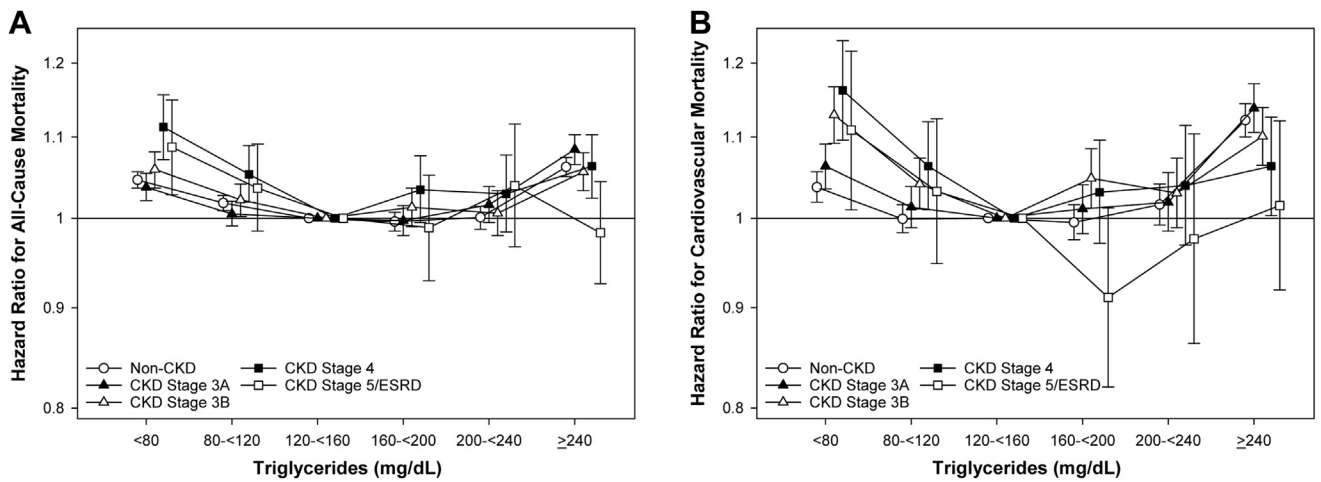 A
Hazard Ratio for All-Cause Mortality
1.2
1.1
1
0.9
0.8
Non-CKD
CKD Stage 3A
CKD Stage 3B
CKD Stage 4
CKD Stage 5/ESRD
<80
80-<120
120-<160
160-<200
200-<240
≥240
Triglycerides (mg/dL)
B
Hazard Ratio for Cardiovascular Mortality
1.2
1.1
1
0.9
0.8
Non-CKD
CKD Stage 3A
CKD Stage 3B
CKD Stage 4
CKD Stage 5/ESRD
<80
80-<120
120-<160
160-<200
200-<240
≥240
Triglycerides (mg/dL)